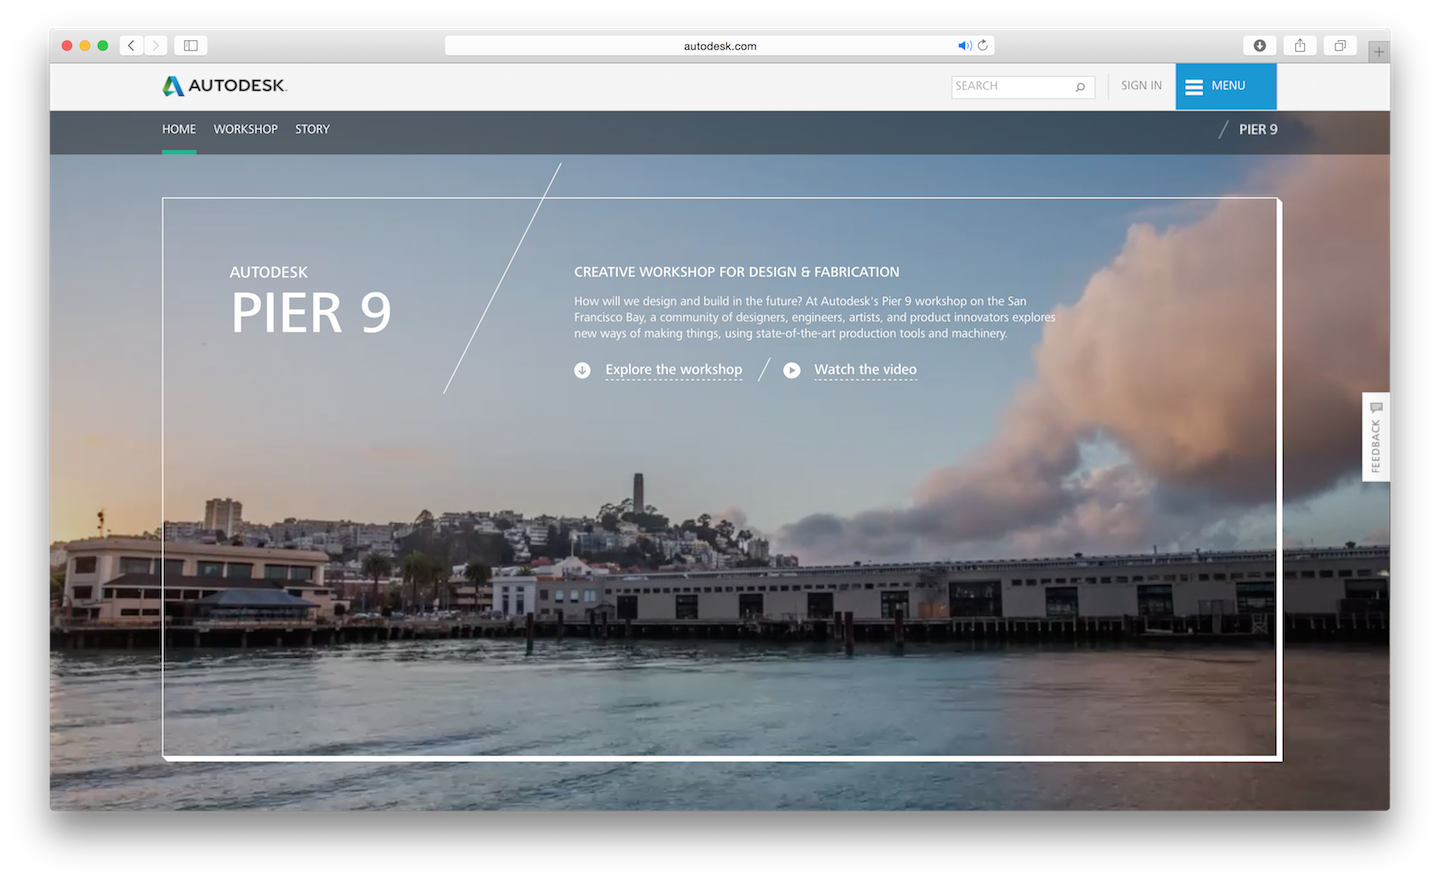 autodesk.com
AUTODESK
SEARCH
SIGN IN
MENU
HOME
WORKSHOP
STORY
PIER 9
AUTODESK
PIER 9
CREATIVE WORKSHOP FOR DESIGN & FABRICATION
How will we design and build in the future? At Autodesk's Pier 9 workshop on the San
Francisco Bay, a community of designers, engineers, artists, and product innovators explores
new ways of making things, using state-of-the-art production tools and machinery.
Explore the workshop
Watch the video
FEEDBACK